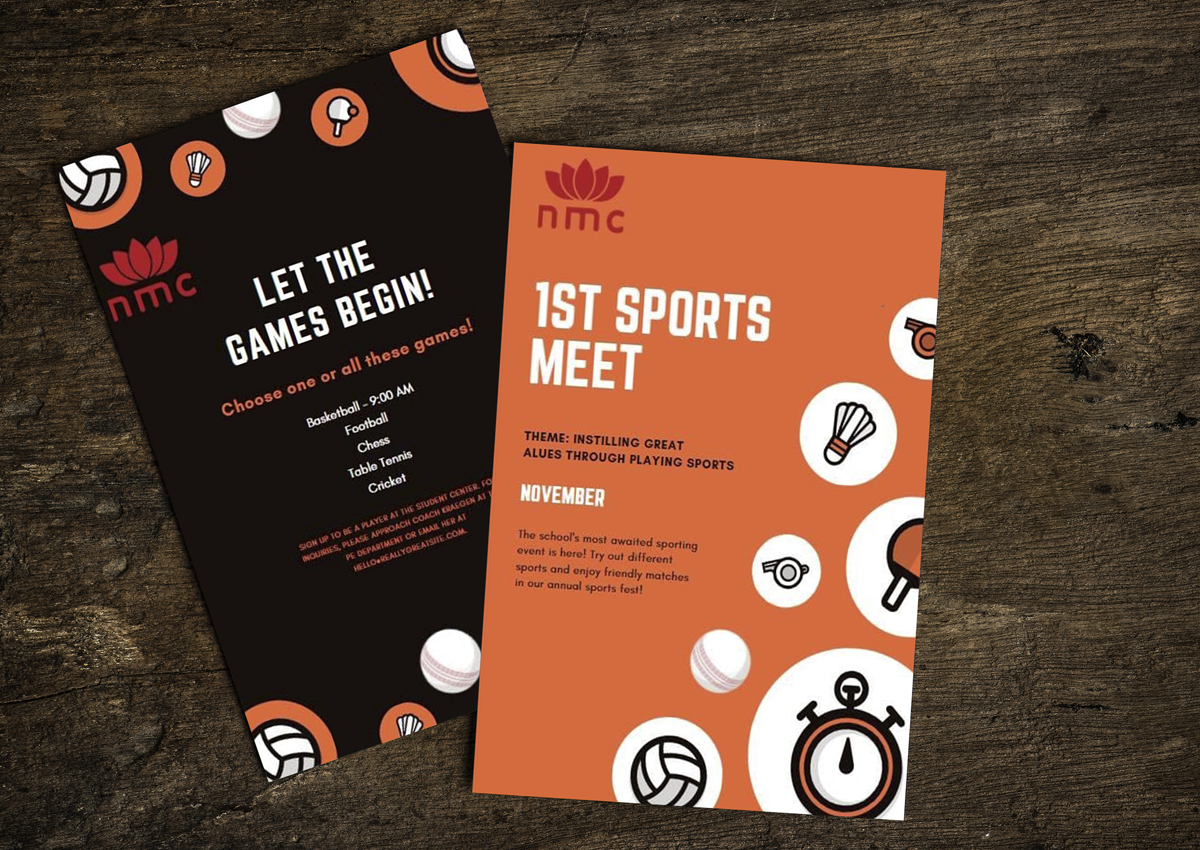 nmc
LET THE
GAMES BEGIN!
Choose one or all these games!
Basketball - 9:00 AM
Football
Chess
Table Tennis
Cricket
SIGN UP TO BE A PLAYER AT THE STUDENT CENTER. FO
INQUIRIES, PLEASE APPROACH COACH KRAEGEN AT
PE DEPARTMENT OR EMAIL HER AT
HELLO@REALLYGREATSITE.COM.
nmc
1ST SPORTS
MEET
THEME: INSTILLING GREAT
ALUES THROUGH PLAYING SPORTS
NOVEMBER
The school's most awaited sporting
event is here! Try out different
sports and enjoy friendly matches
in our annual sports fest!